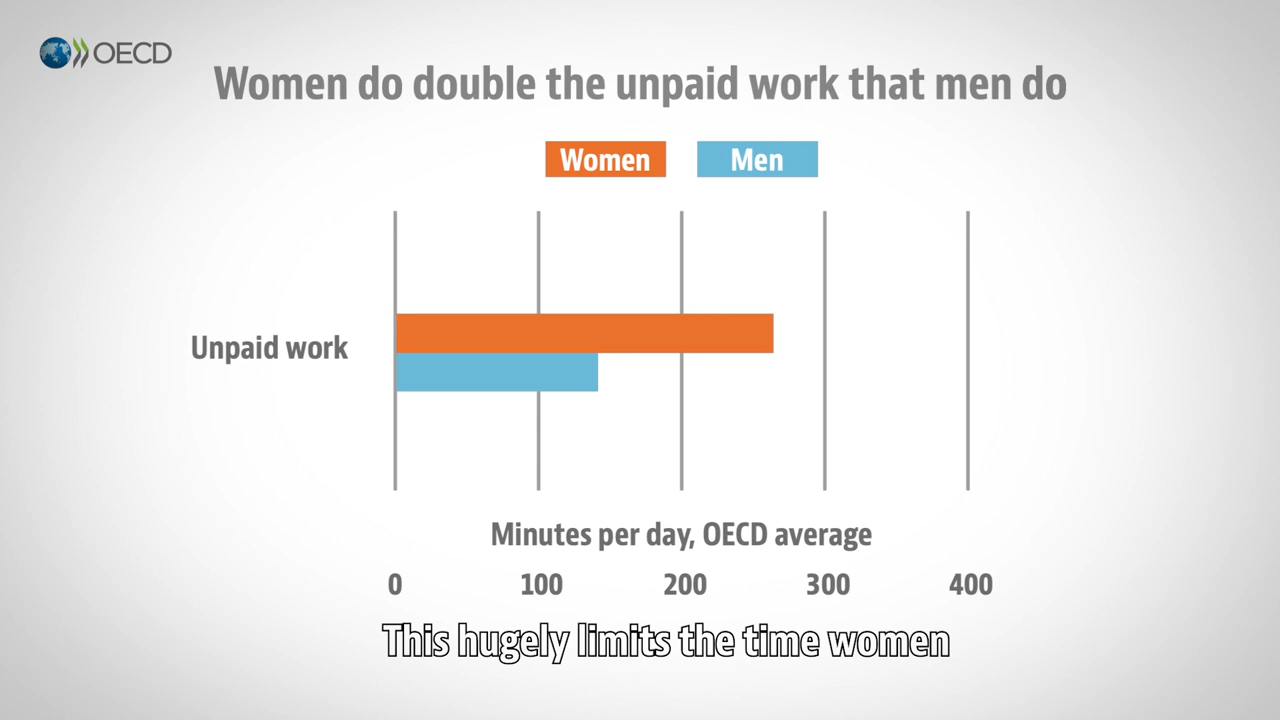 OECD
Women do double the unpaid work that men do
Women Men
Unpaid work
Minutes per day, OECD average
0 100 200 300 400
This hugely limits the time women